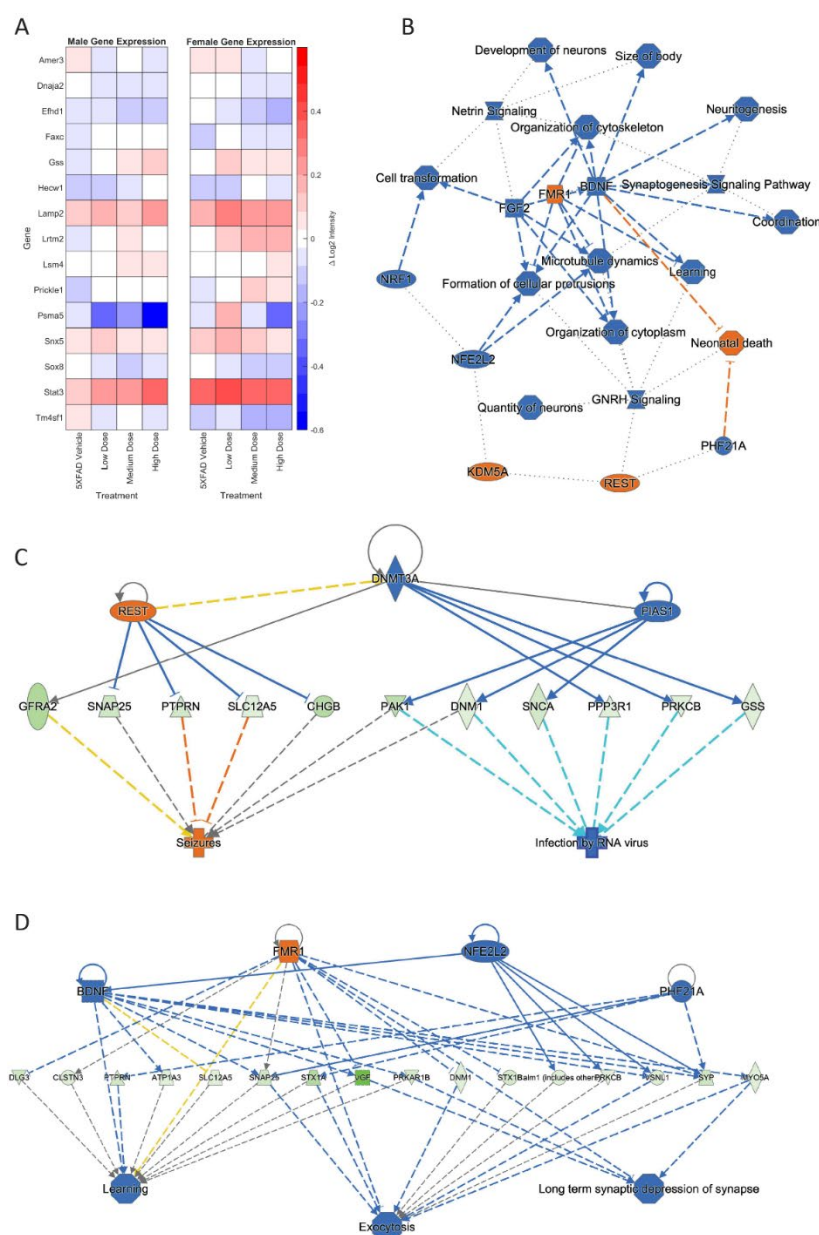 A
Male Gene Expression
Female Gene Expression
Gene
Amer3
Dnaja2
Efhd1
Faxc
Gss
Hecw1
Lamp2
Lrtm2
Lsm4
Prickle1
Psma5
Snx5
Sox8
Stat3
Tm4sf1
5XFAD Vehicle
Low Dose
Medium Dose
High Dose
Treatment
5XFAD Vehicle
Low Dose
Medium Dose
High Dose
Treatment
0.4
0.2
0
-0.2
-0.4
-0.6
Δ Log2 Intensity
B
Development of neurons
Size of body
Netrin Signaling
Neuritogenesis
Organization of cytoskeleton
Cell transformation
FMR1
BDNF
Synaptogenesis Signaling Pathway
FGF2
Coordination
Microtubule dynamics
Learning
NRF1
Formation of cellular protrusions
Organization of cytoplasm
Neonatal death
NFE2L2
Quantity of neurons
GNRH Signaling
PHF21A
KDM5A
REST
C
DNMT3A
REST
PIAS1
GFRA2
SNAP25
PTPRN
SLC12A5
CHGB
PAK1
DNM1
SNCA
PPP3R1
PRKCB
GSS
Seizures
Infection by RNA virus
D
FMR1
NFE2L2
BDNF
PHF21A
DLG3
CLSTN3
PTPRN
ATP1A3
SLC12A5
SNAP25
STX1A
VGF
PRKAR1B
DNM1
STX1
Balm1 (includes other
PRKCB
VSNL1
SYP
MYO5A
Learning
Long term synaptic depression of synapse
Exocytosis